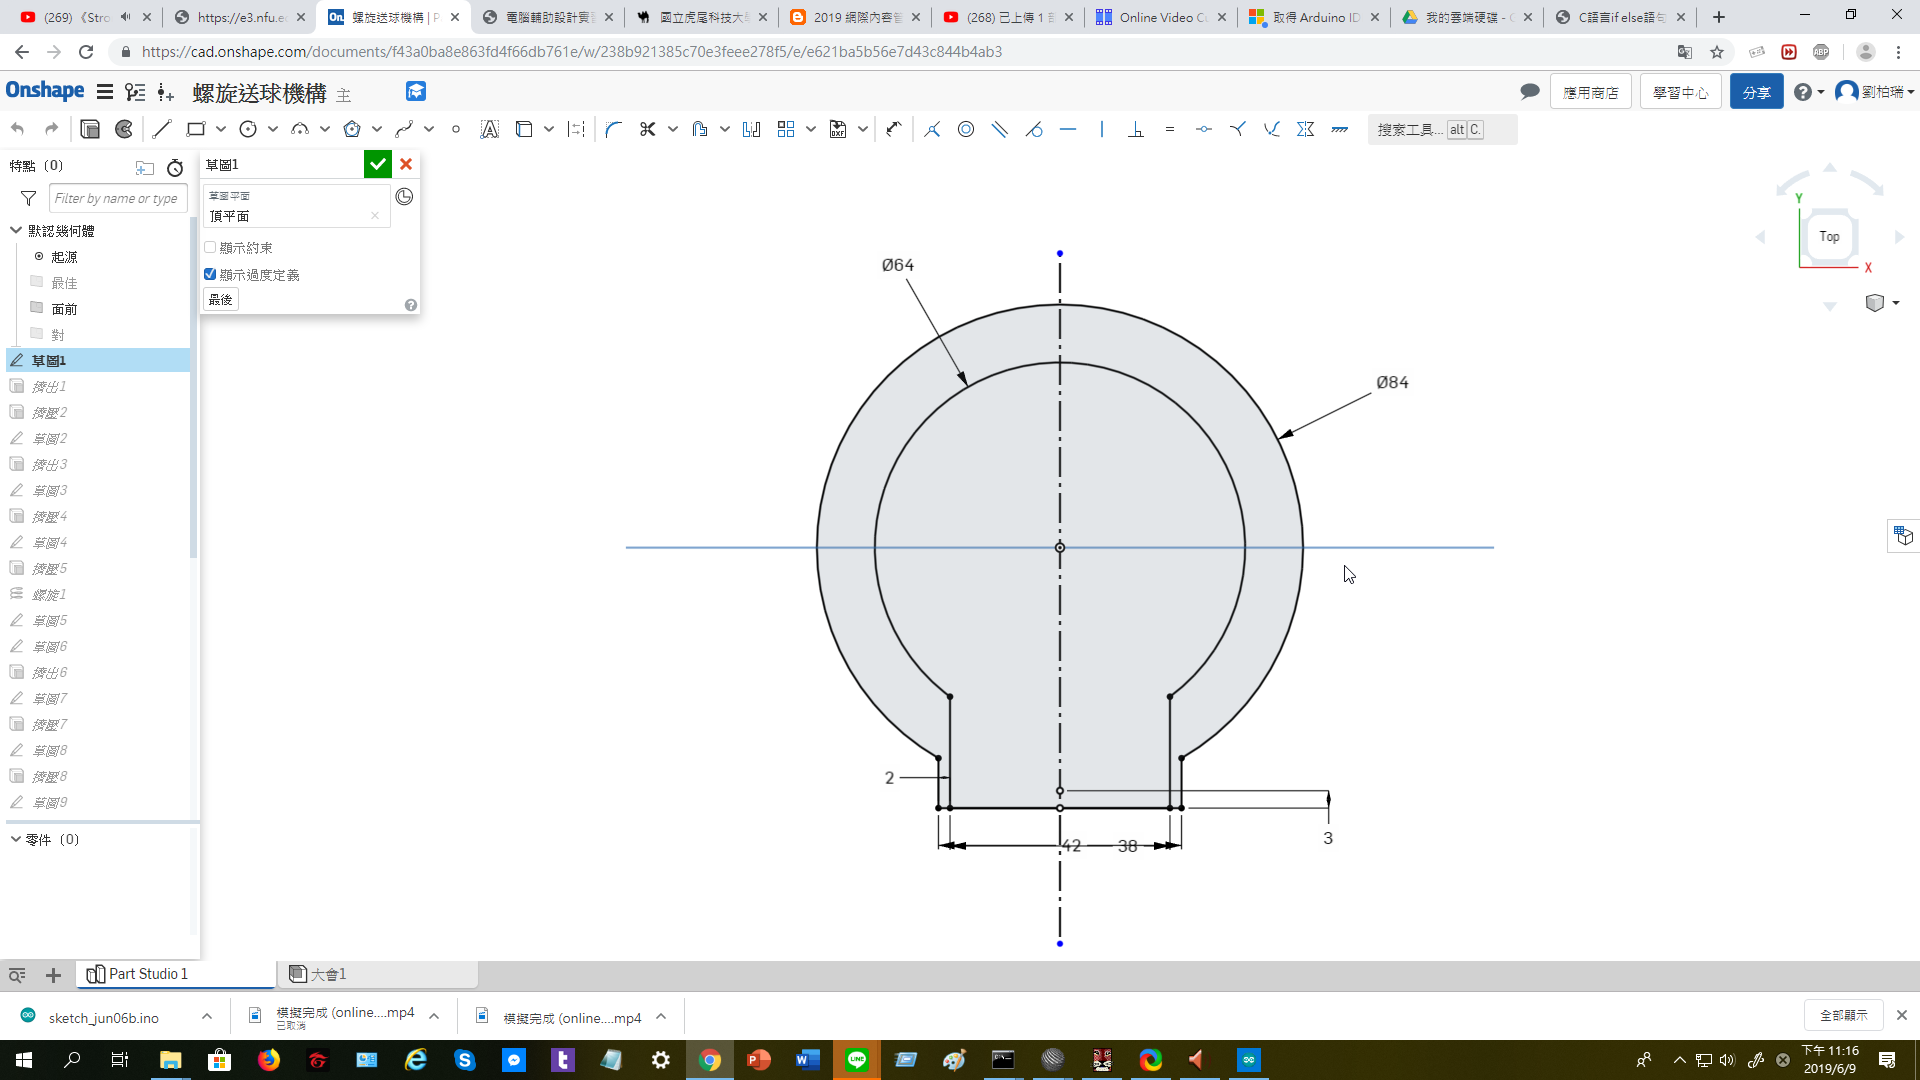 (269) 《Stro
https://e3.nfu.e
螺旋送球機構 | P
電腦輔助設計實
國立虎尾科技大
2019 網際內容管
(268) 已上傳 1 部
Online Video Cu
取得 Arduino ID
我的雲端硬碟 - G
C語言if else語句
https://cad.onshape.com/documents/f43a0ba8e863fd4f66db761e/w/238b921385c70e3feee278f5/e/e621ba5b56e7d43c844b4ab3
ABP
Onshape
螺旋送球機構 主
應用商店
學習中心
分享
劉柏瑞
DXF
搜索工具... alt C.
特點 (0)
Filter by name or type
默認幾何體
起源
最佳
面前
對
草圖1
擠出1
擠壓2
草圖2
擠出3
草圖3
擠壓4
草圖4
擠壓5
螺旋1
草圖5
草圖6
擠出6
草圖7
擠壓7
草圖8
擠壓8
草圖9
零件 (0)
草圖1
草圖平面
頂平面
顯示約束
顯示過度定義
最後
Y
Top
X
Ø64
Ø84
2
42
38
3
Part Studio 1
大會1
sketch_jun06b.ino
模擬完成 (online....mp4
已取消
模擬完成 (online....mp4
全部顯示
下午 11:16
2019/6/9